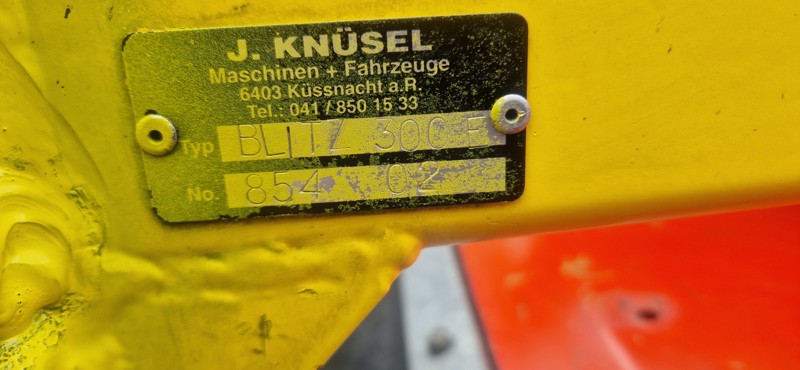 J. KNÜSEL
Maschinen + Fahrzeuge
6403 Küssnacht a.R.
Tel.: 041 / 850 15 33
Typ BLITZ 300 E
No. 854 02